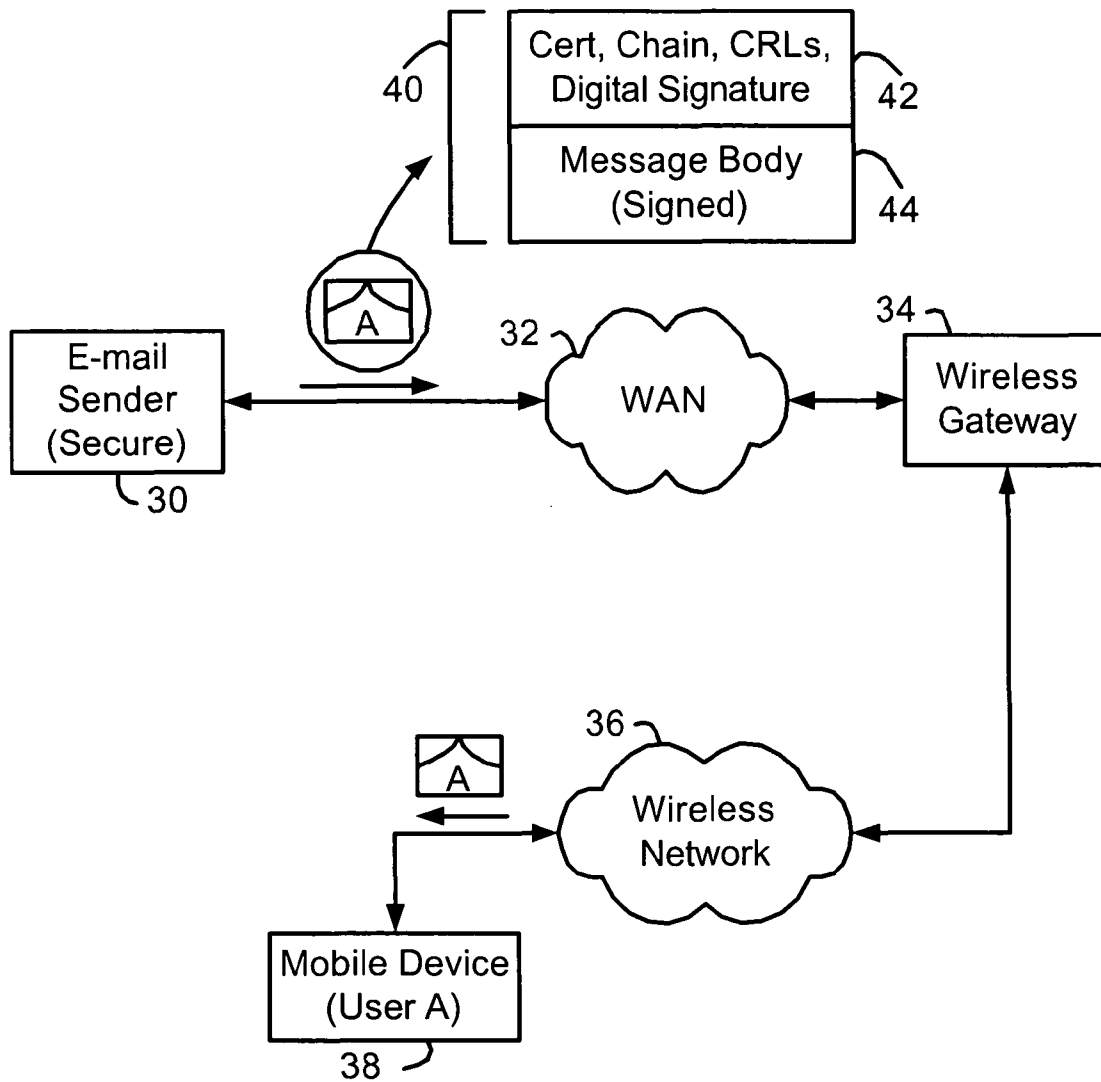 Cert, Chain, CRLs,
Digital Signature
40
42
Message Body
(Signed)
44
A
E-mail
Sender
(Secure)
30
32
WAN
34
Wireless
Gateway
A
36
Wireless
Network
Mobile Device
(User A)
38